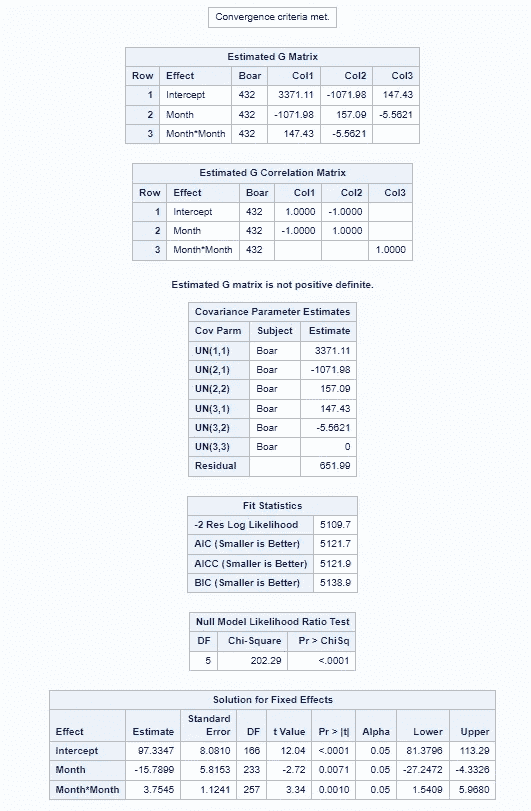 Convergence criteria met.
Estimated G Matrix
Row Effect Boar Col1 Col2 Col3
1 Intercept 432 3371.11 -1071.98 147.43
2 Month 432 -1071.98 157.09 -5.5621
3 Month*Month 432 147.43 -5.5621
Estimated G Correlation Matrix
Row Effect Boar Col1 Col2 Col3
1 Intercept 432 1.0000 -1.0000
2 Month 432 -1.0000 1.0000
3 Month*Month 432 1.0000
Estimated G matrix is not positive definite.
Covariance Parameter Estimates
Cov Parm Subject Estimate
UN(1,1) Boar 3371.11
UN(2,1) Boar -1071.98
UN(2,2) Boar 157.09
UN(3,1) Boar 147.43
UN(3,2) Boar -5.5621
UN(3,3) Boar 0
Residual 651.99
Fit Statistics
-2 Res Log Likelihood 5109.7
AIC (Smaller is Better) 5121.7
AICC (Smaller is Better) 5121.9
BIC (Smaller is Better) 5138.9
Null Model Likelihood Ratio Test
DF Chi-Square Pr > ChiSq
5 202.29 <.0001
Solution for Fixed Effects
Effect Estimate Standard Error DF t Value Pr > |t| Alpha Lower Upper
Intercept 97.3347 8.0810 166 12.04 <.0001 0.05 81.3796 113.29
Month -15.7899 5.8153 233 -2.72 0.0071 0.05 -27.2472 -4.3326
Month*Month 3.7545 1.1241 257 3.34 0.0010 0.05 1.5409 5.9680